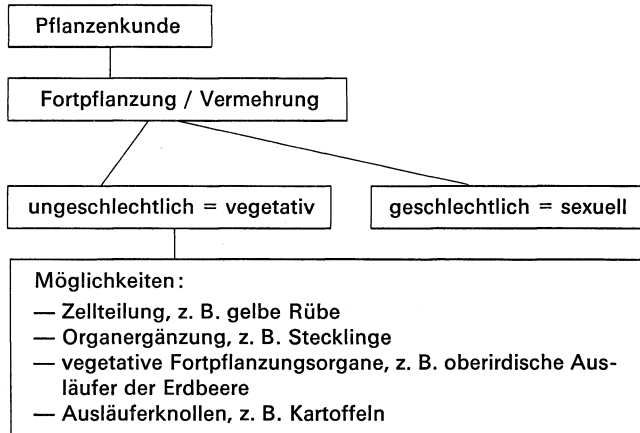 Pflanzenkunde
Fortpflanzung / Vermehrung
ungeschlechtlich = vegetativ
geschlechtlich = sexuell
Möglichkeiten:
— Zellteilung, z. B. gelbe Rübe
— Organergänzung, z. B. Stecklinge
— vegetative Fortpflanzungsorgane, z. B. oberirdische Aus-
läufer der Erdbeere
— Ausläuferknollen, z. B. Kartoffeln